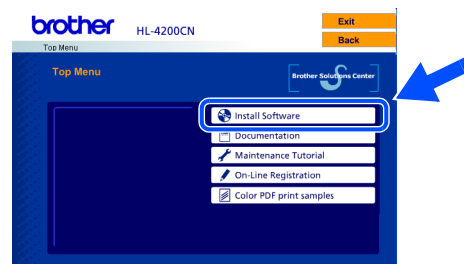 brother
HL-4200CN
Exit
Back
Top Menu
Top Menu
Brother Solutions Center
Install Software
Documentation
Maintenance Tutorial
On-Line Registration
Color PDF print samples